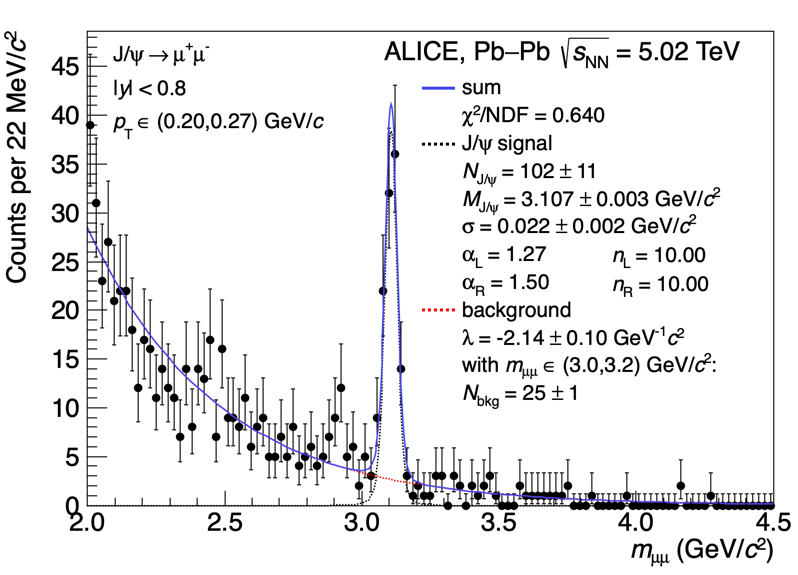 J/ψ → μ⁺μ⁻
|y| < 0.8
p_T ∈ (0.20,0.27) GeV/c
ALICE, Pb–Pb √s_NN = 5.02 TeV
sum
χ²/NDF = 0.640
J/ψ signal
N_J/ψ = 102 ± 11
M_J/ψ = 3.107 ± 0.003 GeV/c²
σ = 0.022 ± 0.002 GeV/c²
α_L = 1.27 n_L = 10.00
α_R = 1.50 n_R = 10.00
background
λ = -2.14 ± 0.10 GeV⁻¹c²
with m_μμ ∈ (3.0,3.2) GeV/c²:
N_bkg = 25 ± 1
Counts per 22 MeV/c²
45
40
35
30
25
20
15
10
5
0
2.0 2.5 3.0 3.5 4.0 4.5
m_μμ (GeV/c²)